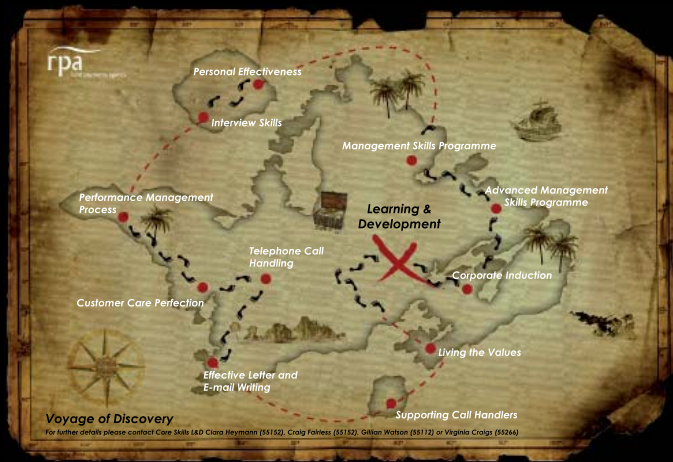 rpa
rural payments agency
Personal Effectiveness
Interview Skills
Management Skills Programme
Performance Management
Process
Advanced Management
Skills Programme
Learning &
Development
Telephone Call
Handling
Corporate Induction
Customer Care Perfection
Living the Values
Effective Letter and
E-mail Writing
Supporting Call Handlers
Voyage of Discovery
For further details please contact Core Skills L&D Clara Heymann (55152), Craig Fairless (55152), Gillian Watson (55112) or Virginia Craigs (55266)